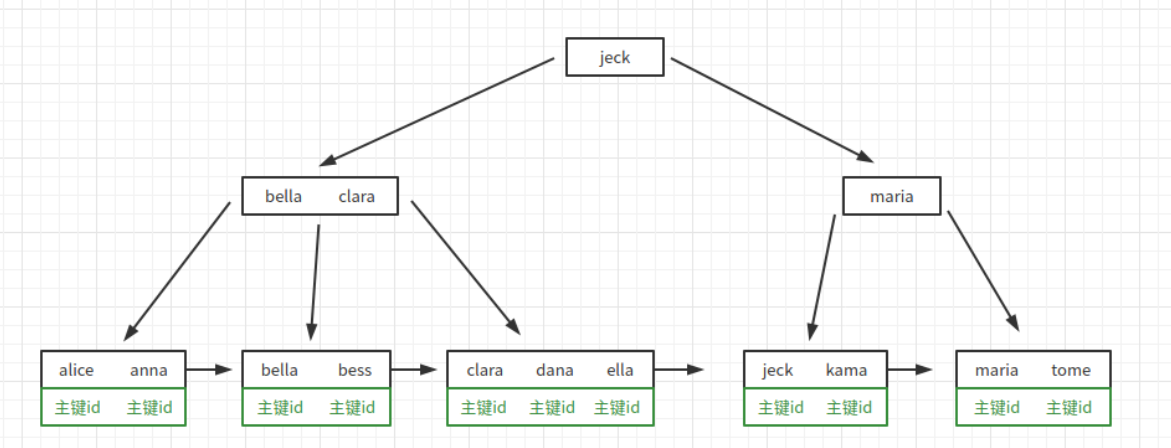 jeck
bella clara
maria
alice anna
bella bess
clara dana ella
jeck kama
maria tome
主键id 主键id
主键id 主键id
主键id 主键id 主键id
主键id 主键id
主键id 主键id